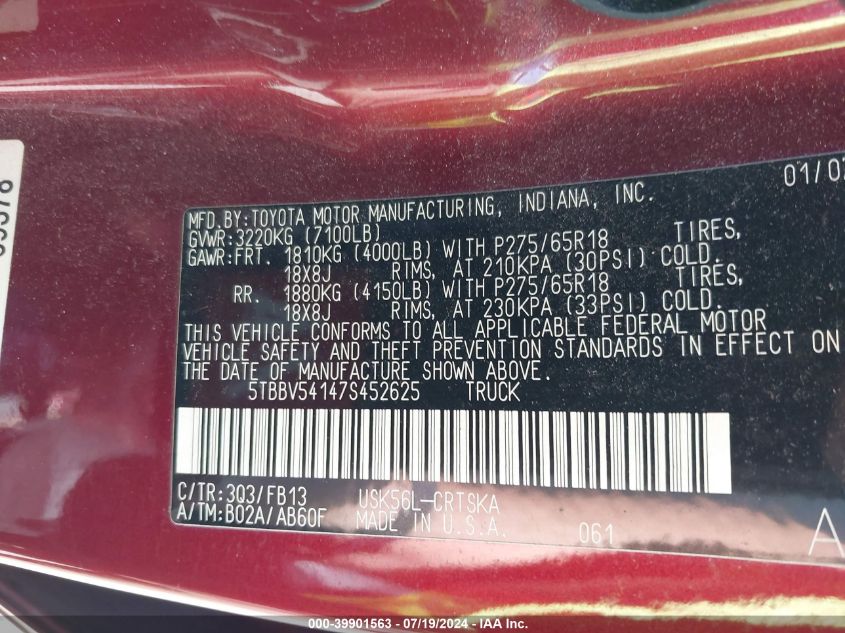 01/07
MFD.BY:TOYOTA MOTOR MANUFACTURING, INDIANA, INC.
GVWR:3220KG (7100LB)
GAWR:FRT. 1810KG (4000LB) WITH P275/65R18 TIRES,
18X8J RIMS, AT 210KPA (30PSI) COLD.
RR. 1880KG (4150LB) WITH P275/65R18 TIRES,
18X8J RIMS, AT 230KPA (33PSI) COLD.
THIS VEHICLE CONFORMS TO ALL APPLICABLE FEDERAL MOTOR
VEHICLE SAFETY AND THEFT PREVENTION STANDARDS IN EFFECT ON
THE DATE OF MANUFACTURE SHOWN ABOVE.
5TBBV54147S452625 TRUCK
C/TR:3Q3/FB13 USK56L-CRTSKA
A/TM:B02A/AB60F MADE IN U.S.A. 061
A
000-39901563 - 07/19/2024 - IAA, Inc.